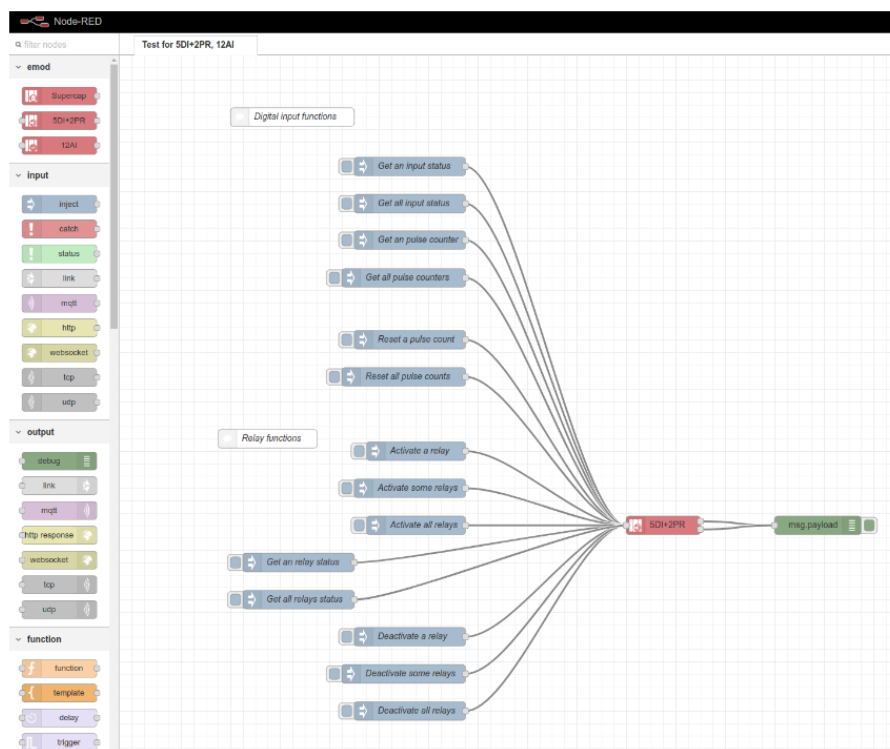 Node-RED
filter nodes
Test for 5DI+2PR, 12AI
emod
Supercap
5DI+2PR
12AI
input
inject
catch
status
link
mqtt
http
websocket
tcp
udp
output
debug
link
mqtt
http response
websocket
tcp
udp
function
function
template
delay
trigger
Digital input functions
Get an input status
Get all input status
Get an pulse counter
Get all pulse counters
Reset a pulse count
Reset all pulse counts
Relay functions
Activate a relay
Activate some relays
Activate all relays
Get an relay status
Get all relays status
Deactivate a relay
Deactivate some relays
Deactivate all relays
5DI+2PR
msg.payload